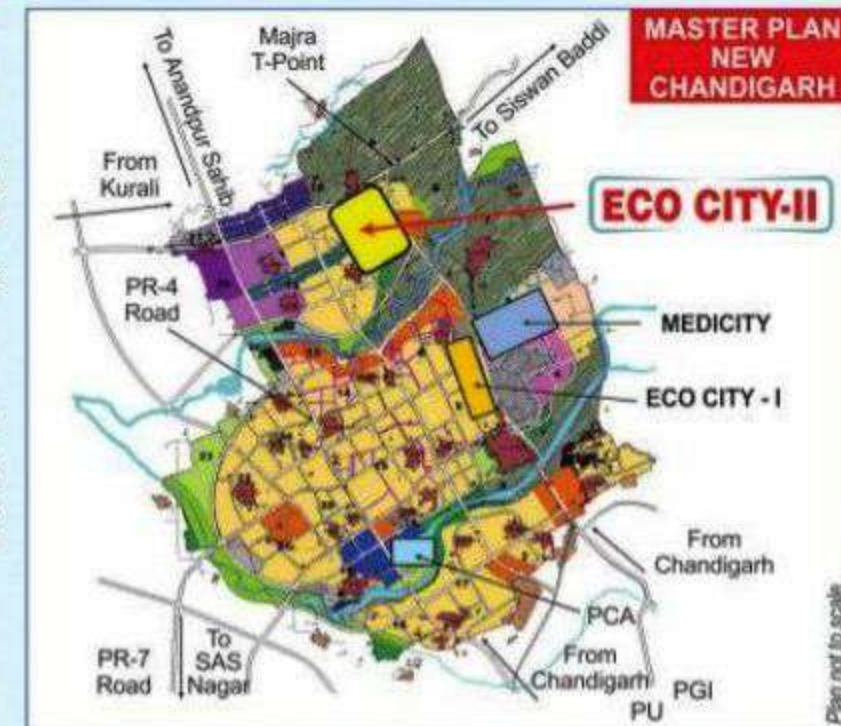 MASTER PLAN
NEW
CHANDIGARH
To Anandpur Sahib
Majra
T-Point
To Siswan Baddi
From
Kurali
ECO CITY-II
PR-4
Road
MEDICITY
ECO CITY - I
From
Chandigarh
PCA
PR-7
Road
To
SAS
Nagar
From
Chandigarh
PGI
PU
Plan not to scale